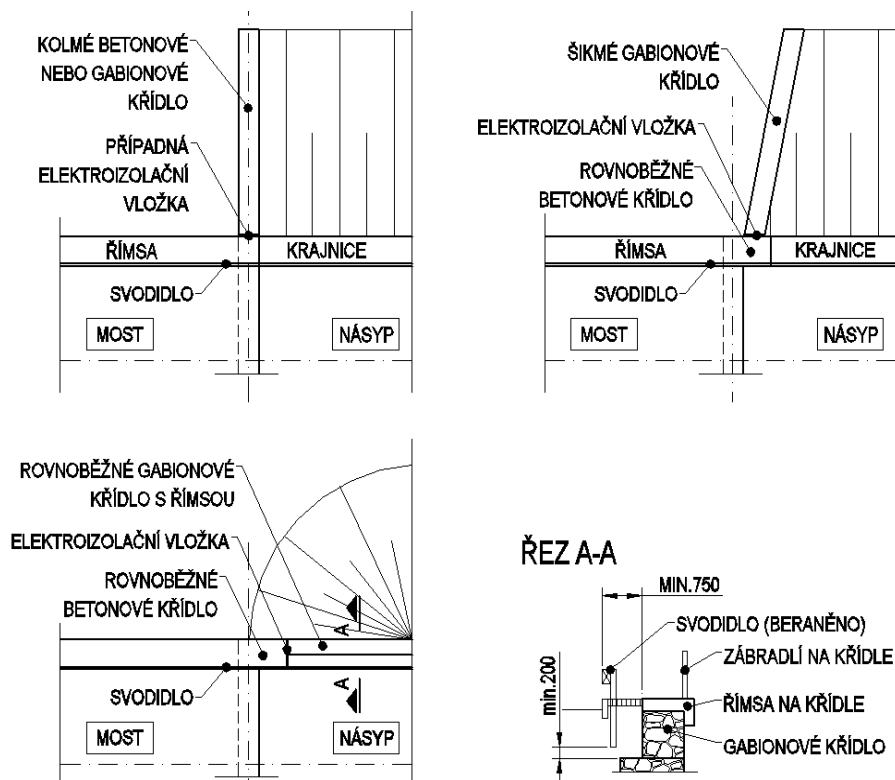 KOLMÉ BETONOVÉ
NEBO GABIONOVÉ
KŘÍDLO
PŘÍPADNÁ
ELEKTROIZOLAČNÍ
VLOŽKA
ŘÍMSA
KRAJNICE
SVODIDLO
MOST
NÁSYP
ŠIKMÉ GABIONOVÉ
KŘÍDLO
ELEKTROIZOLAČNÍ VLOŽKA
ROVNOBĚŽNÉ
BETONOVÉ KŘÍDLO
ŘÍMSA
KRAJNICE
SVODIDLO
MOST
NÁSYP
ROVNOBĚŽNÉ GABIONOVÉ
KŘÍDLO S ŘÍMSOU
ELEKTROIZOLAČNÍ VLOŽKA
ROVNOBĚŽNÉ
BETONOVÉ KŘÍDLO
A
A
SVODIDLO
MOST
NÁSYP
ŘEZ A-A
MIN.750
min.200
SVODIDLO (BERANĚNO)
ZÁBRADLÍ NA KŘÍDLE
ŘÍMSA NA KŘÍDLE
GABIONOVÉ KŘÍDLO